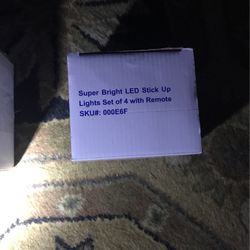 Super Bright LED Stick Up
Lights Set of 4 with Remote
SKU#: 000E6F